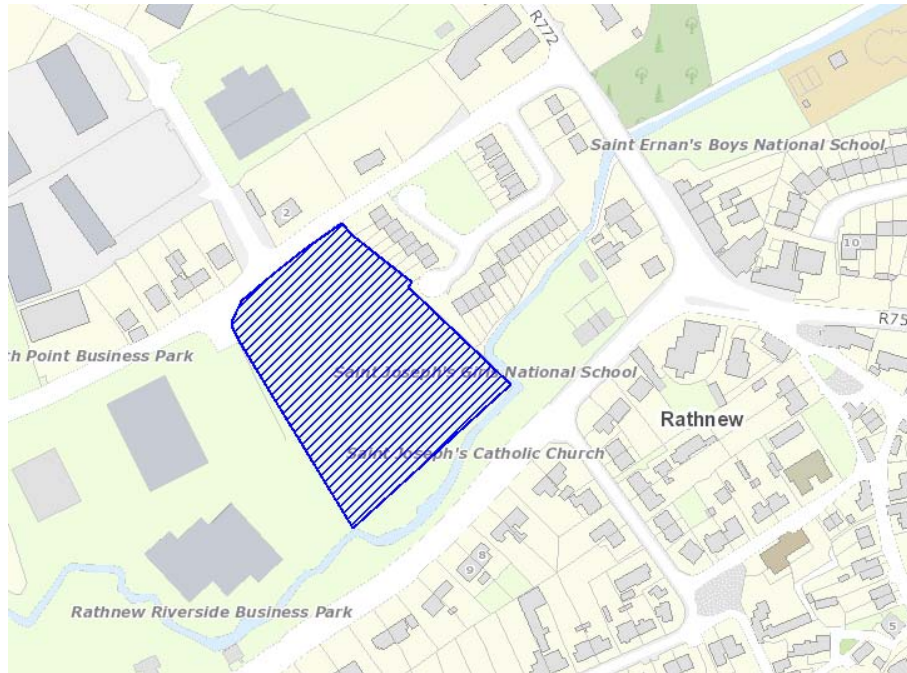 R772
Saint Ernan's Boys National School
2
10
R75
th Point Business Park
Saint Joseph's Girls National School
Rathnew
Saint Joseph's Catholic Church
8
9
Rathnew Riverside Business Park
5